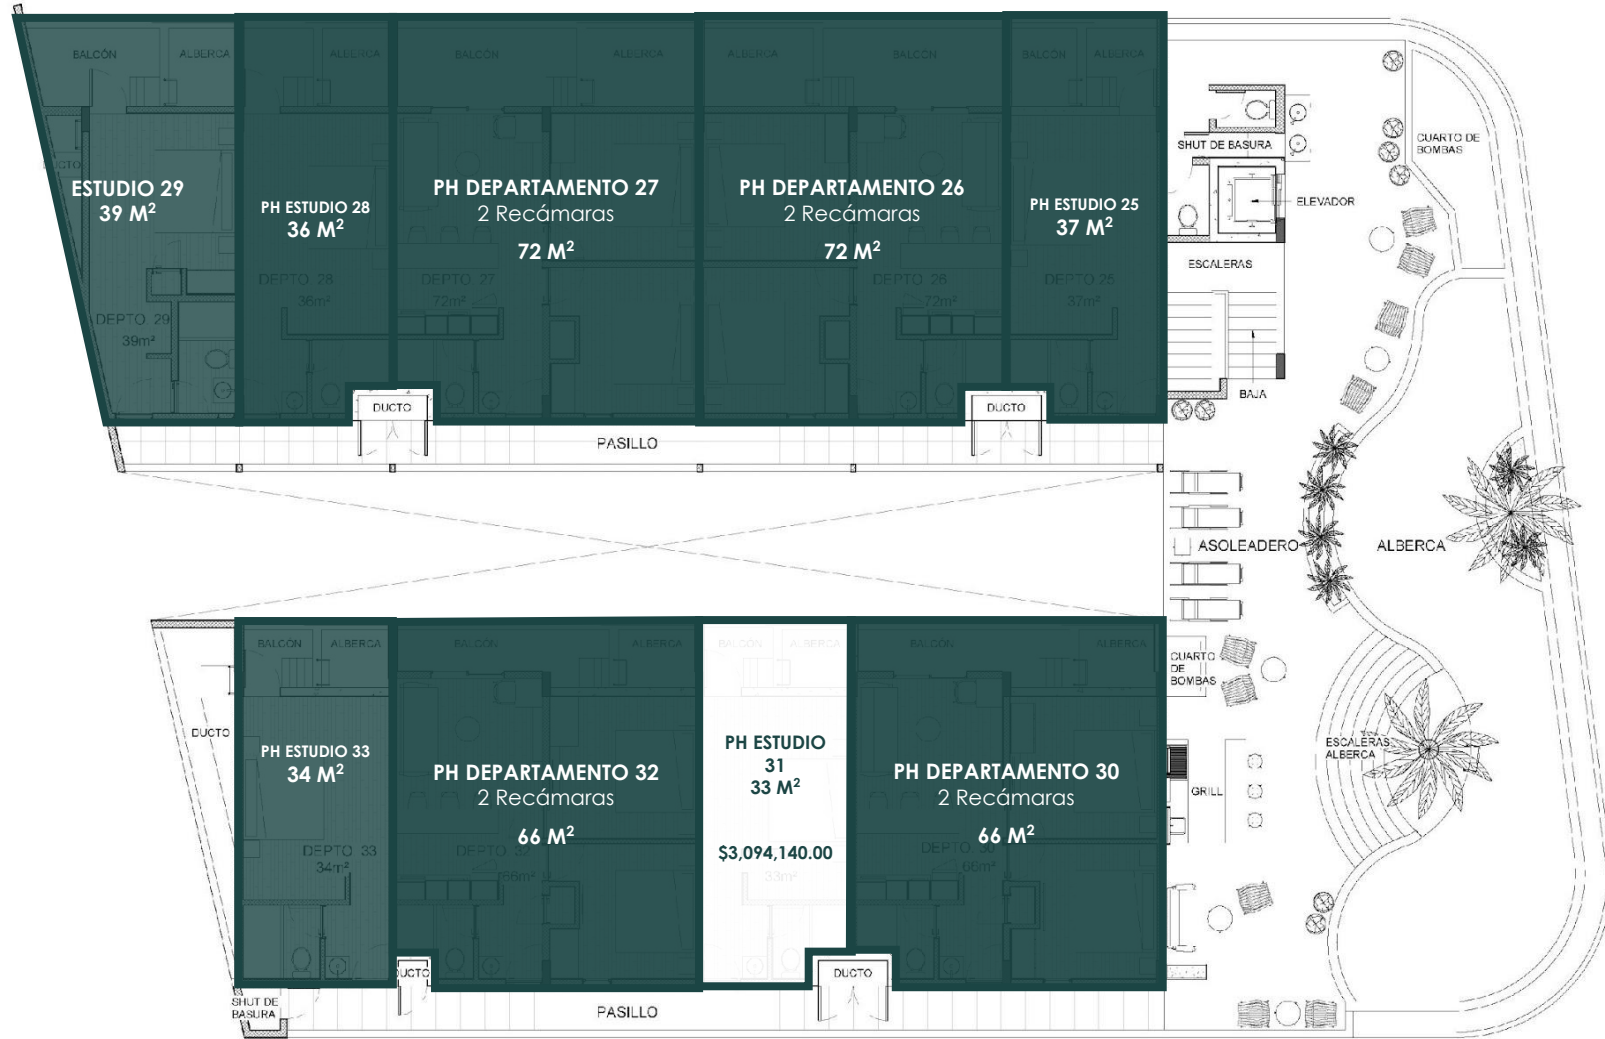 BALCÓN
ALBERCA
ALBERCA
BALCÓN
ALBERCA
ALBERCA
BALCÓN
BALCÓN
ALBERCA
DUCTO
ESTUDIO 29
39 M²
PH ESTUDIO 28
36 M²
PH DEPARTAMENTO 27
2 Recámaras
72 M²
PH DEPARTAMENTO 26
2 Recámaras
72 M²
PH ESTUDIO 25
37 M²
DEPTO. 29
39m²
DEPTO. 28
36m²
DEPTO. 27
72m²
DEPTO. 26
72m²
DEPTO. 25
37m²
SHUT DE BASURA
CUARTO DE
BOMBAS
ELEVADOR
ESCALERAS
BAJA
DUCTO
DUCTO
PASILLO
ASOLEADERO
ALBERCA
BALCÓN
ALBERCA
BALCÓN
ALBERCA
BALCÓN
ALBERCA
BALCÓN
ALBERCA
CUARTO
DE
BOMBAS
DUCTO
PH ESTUDIO 33
34 M²
PH DEPARTAMENTO 32
2 Recámaras
66 M²
PH ESTUDIO
31
33 M²
$3,094,140.00
33m²
PH DEPARTAMENTO 30
2 Recámaras
66 M²
DEPTO. 33
34m²
DEPTO. 32
66m²
DEPTO. 30
66m²
ESCALERAS
ALBERCA
GRILL
DUCTO
DUCTO
SHUT DE
BASURA
PASILLO